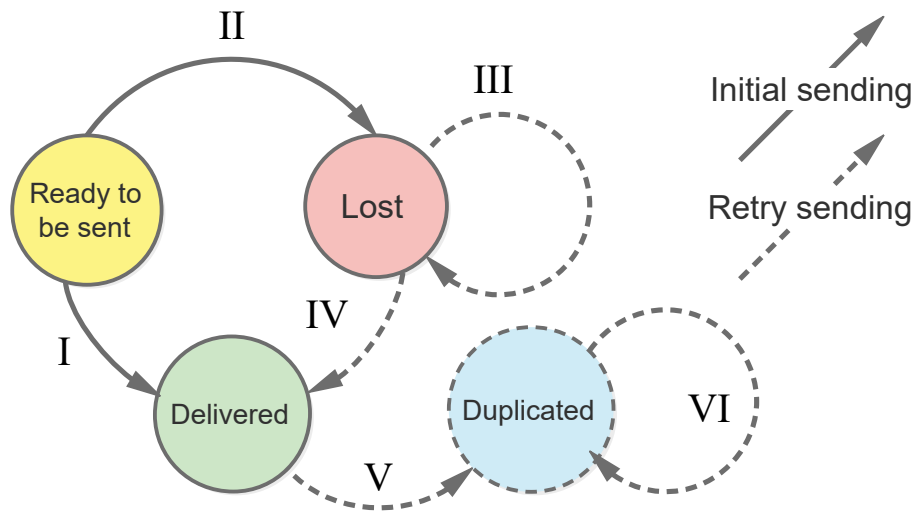 II
III
Initial sending
Ready to
be sent
Lost
Retry sending
IV
I
Delivered
Duplicated
VI
V